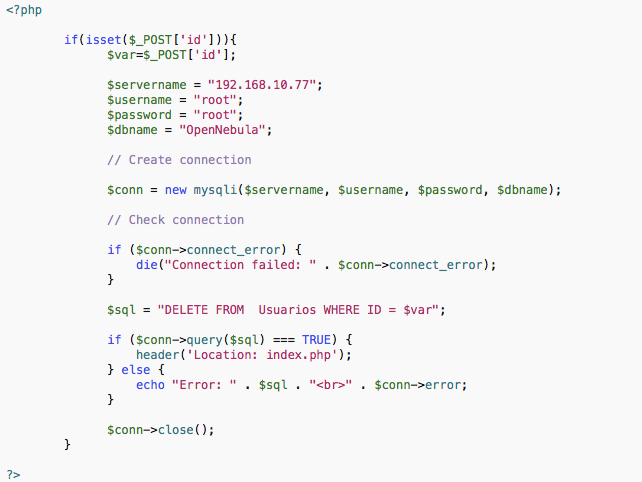 <?php
if(isset($_POST['id'])){
$var=$_POST['id'];
$servername = "192.168.10.77";
$username = "root";
$password = "root";
$dbname = "OpenNebula";
// Create connection
$conn = new mysqli($servername, $username, $password, $dbname);
// Check connection
if ($conn->connect_error) {
die("Connection failed: " . $conn->connect_error);
}
$sql = "DELETE FROM  Usuarios WHERE ID = $var";
if ($conn->query($sql) === TRUE) {
header('Location: index.php');
} else {
echo "Error: " . $sql . "<br>" . $conn->error;
}
$conn->close();
}
?>